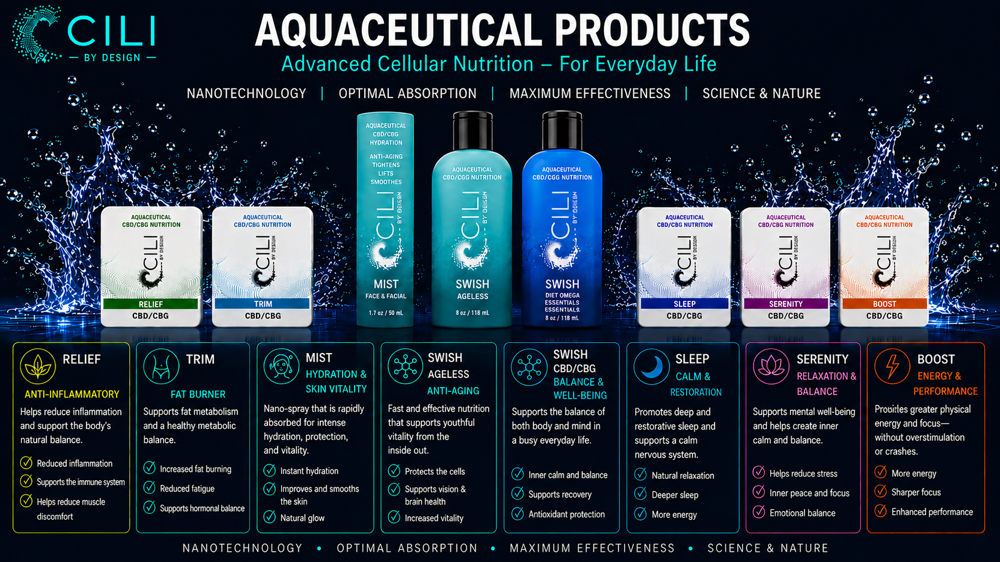 CILI
BY DESIGN
AQUACEUTICAL PRODUCTS
Advanced Cellular Nutrition – For Everyday Life
NANOTECHNOLOGY | OPTIMAL ABSORPTION | MAXIMUM EFFECTIVENESS | SCIENCE & NATURE
AQUACEUTICAL
CBD/CBG NUTRITION
CILI
BY DESIGN
RELIEF
CBD/CBG
AQUACEUTICAL
CBD/CBG NUTRITION
CILI
BY DESIGN
TRIM
CBD/CBG
AQUACEUTICAL
CBD/CBG
HYDRATION
ANTI-AGING
TIGHTENS
LIFTS
SMOOTHES
CILI
MIST
FACE & FACIAL
1.7 oz / 50 mL
AQUACEUTICAL
CBD/CBG NUTRITION
CILI
SWISH
AGELESS
8 oz / 118 mL
AQUACEUTICAL
CBD/CGG NUTRITION
CILI
SWISH
DIET OMEGA
ESSENTIALS
ESSENTIALS
8 oz / 118 mL
AQUACEUTICAL
CBD/CBG NUTRITION
CILI
BY DESIGN
SLEEP
CBD/CBG
AQUACEUTICAL
CBD/CBG NUTRITION
CILI
BY DESIGN
SERENITY
CBD/CBG
AQUACEUTICAL
CBD/CBG NUTRITION
CILI
BY DESIGN
BOOST
CBD/CBG
RELIEF
ANTI-INFLAMMATORY
Helps reduce inflammation
and support the body's
natural balance.
Reduced inflammation
Supports the immune system
Helps reduce muscle
discomfort
TRIM
FAT BURNER
Supports fat metabolism
and a healthy metabolic
balance.
Increased fat burning
Reduced fatigue
Supports hormonal balance
MIST
HYDRATION &
SKIN VITALITY
Nano-spray that is rapidly
absorbed for intense
hydration, protection,
and vitality.
Instant hydration
Improves and smooths
the skin
Natural glow
SWISH
AGELESS
ANTI-AGING
Fast and effective nutrition
that supports youthful
vitality from the
inside out.
Protects the cells
Supports vision &
brain health
Increased vitality
SWISH
CBD/CBG
BALANCE &
WELL-BEING
Supports the balance of
both body and mind in
a busy everyday life.
Inner calm and balance
Supports recovery
Antioxidant protection
SLEEP
CALM &
RESTORATION
Promotes deep and
restorative sleep and
supports a calm
nervous system.
Natural relaxation
Deeper sleep
More energy
SERENITY
RELAXATION &
BALANCE
Supports mental well-being
and helps create inner
calm and balance.
Helps reduce stress
Inner peace and focus
Emotional balance
BOOST
ENERGY &
PERFORMANCE
greater physical
energy and focus—
without overstimulation
or crashes.
More energy
Sharper focus
Enhanced performance
NANOTECHNOLOGY • OPTIMAL ABSORPTION • MAXIMUM EFFECTIVENESS • SCIENCE & NATURE